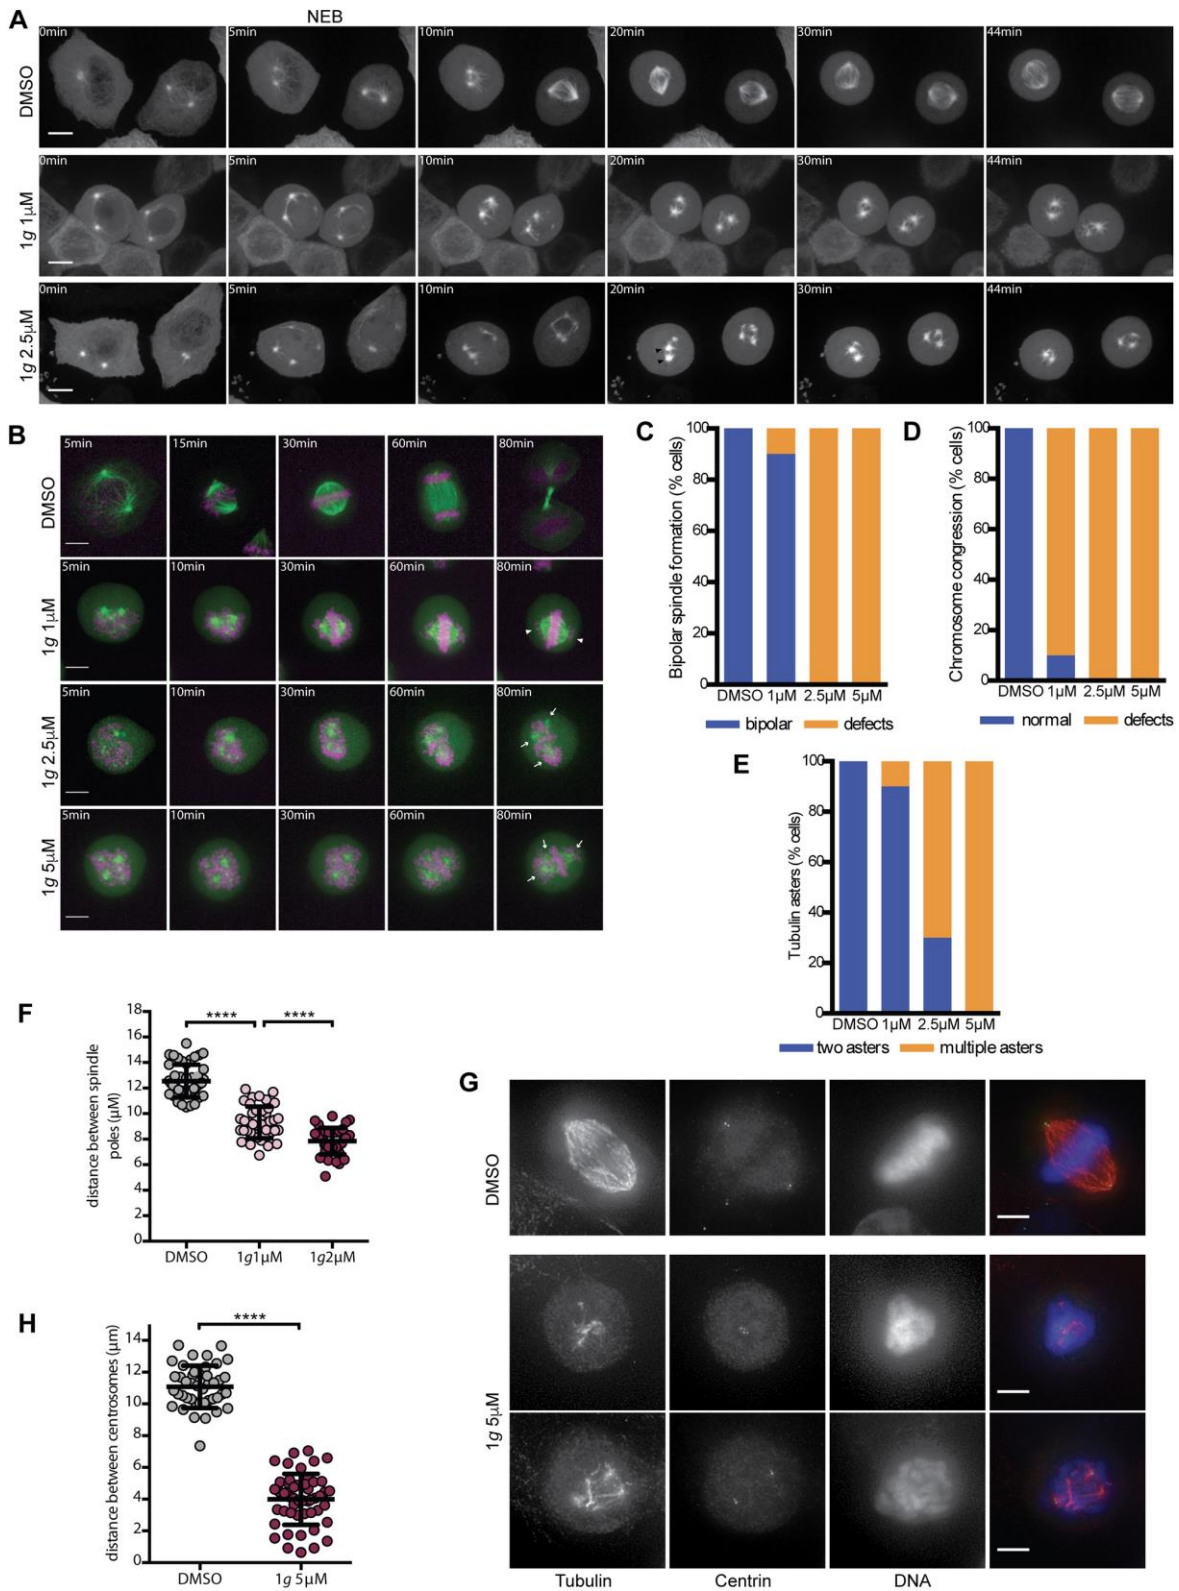 A
NEB
DMSO
0min
5min
10min
20min
30min
44min
1g 1µM
0min
5min
10min
20min
30min
44min
1g 2.5µM
0min
5min
10min
20min
30min
44min
B
DMSO
5min
15min
30min
60min
80min
1g 1µM
5min
10min
30min
60min
80min
1g 2.5µM
5min
10min
30min
60min
80min
1g 5µM
5min
10min
30min
60min
80min
C
Bipolar spindle formation (% cells)
100
80
60
40
20
0
DMSO 1µM 2.5µM 5µM
bipolar defects
D
Chromosome congression (% cells)
100
80
60
40
20
0
DMSO 1µM 2.5µM 5µM
normal defects
E
Tubulin asters (% cells)
100
80
60
40
20
0
DMSO 1µM 2.5µM 5µM
two asters multiple asters
F
distance between spindle
poles (µM)
18
16
14
12
10
8
6
4
2
0
**** ****
DMSO 1g1µM 1g2µM
G
DMSO
1g 5µM
Tubulin Centrin DNA
H
distance between centrosomes (µm)
14
12
10
8
6
4
2
0
****
DMSO 1g 5µM